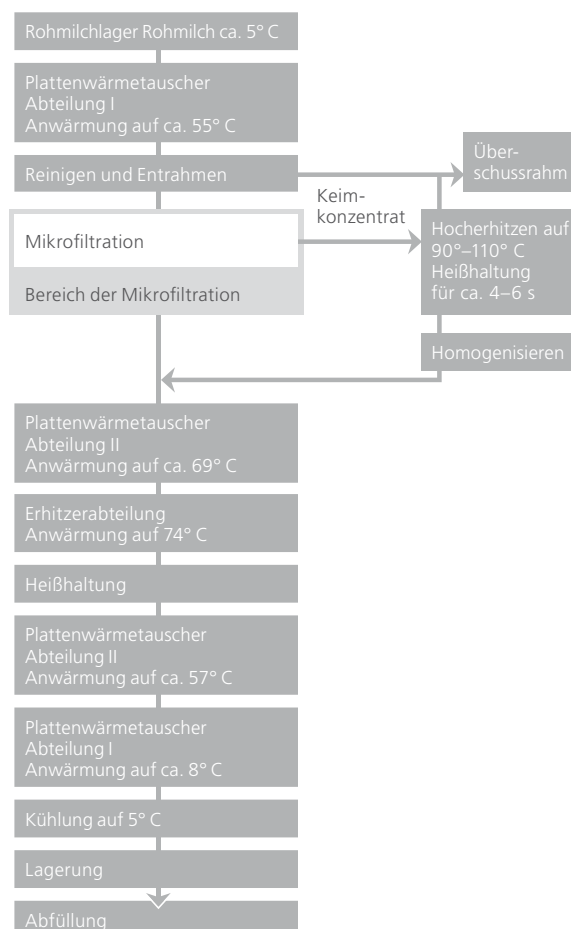 Rohmilchlager Rohmilch ca. 5° C
Plattenwärmetauscher
Abteilung I
Anwärmung auf ca. 55° C
Reinigen und Entrahmen
Über-
schussrahm
Keim-
konzentrat
Mikrofiltration
Bereich der Mikrofiltration
Hocherhitzen auf
90°–110° C
Heißhaltung
für ca. 4–6 s
Homogenisieren
Plattenwärmetauscher
Abteilung II
Anwärmung auf ca. 69° C
Erhitzerabteilung
Anwärmung auf 74° C
Heißhaltung
Plattenwärmetauscher
Abteilung II
Anwärmung auf ca. 57° C
Plattenwärmetauscher
Abteilung I
Anwärmung auf ca. 8° C
Kühlung auf 5° C
Lagerung
Abfüllung